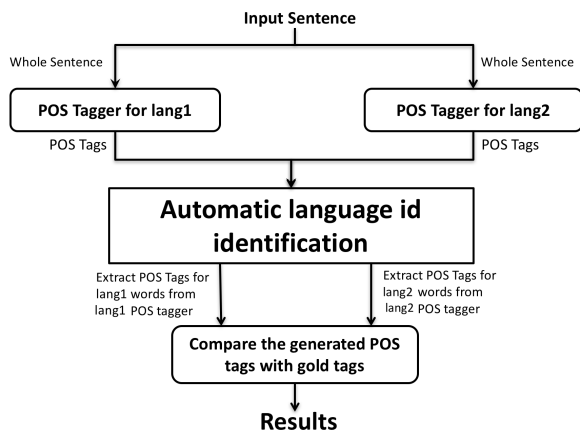 Input Sentence
Whole Sentence
Whole Sentence
POS Tagger for lang1
POS Tagger for lang2
POS Tags
POS Tags
Automatic language id
identification
Extract POS Tags for
lang1 words from
lang1 POS tagger
Extract POS Tags for
lang2 words from
lang2 POS tagger
Compare the generated POS
tags with gold tags
Results